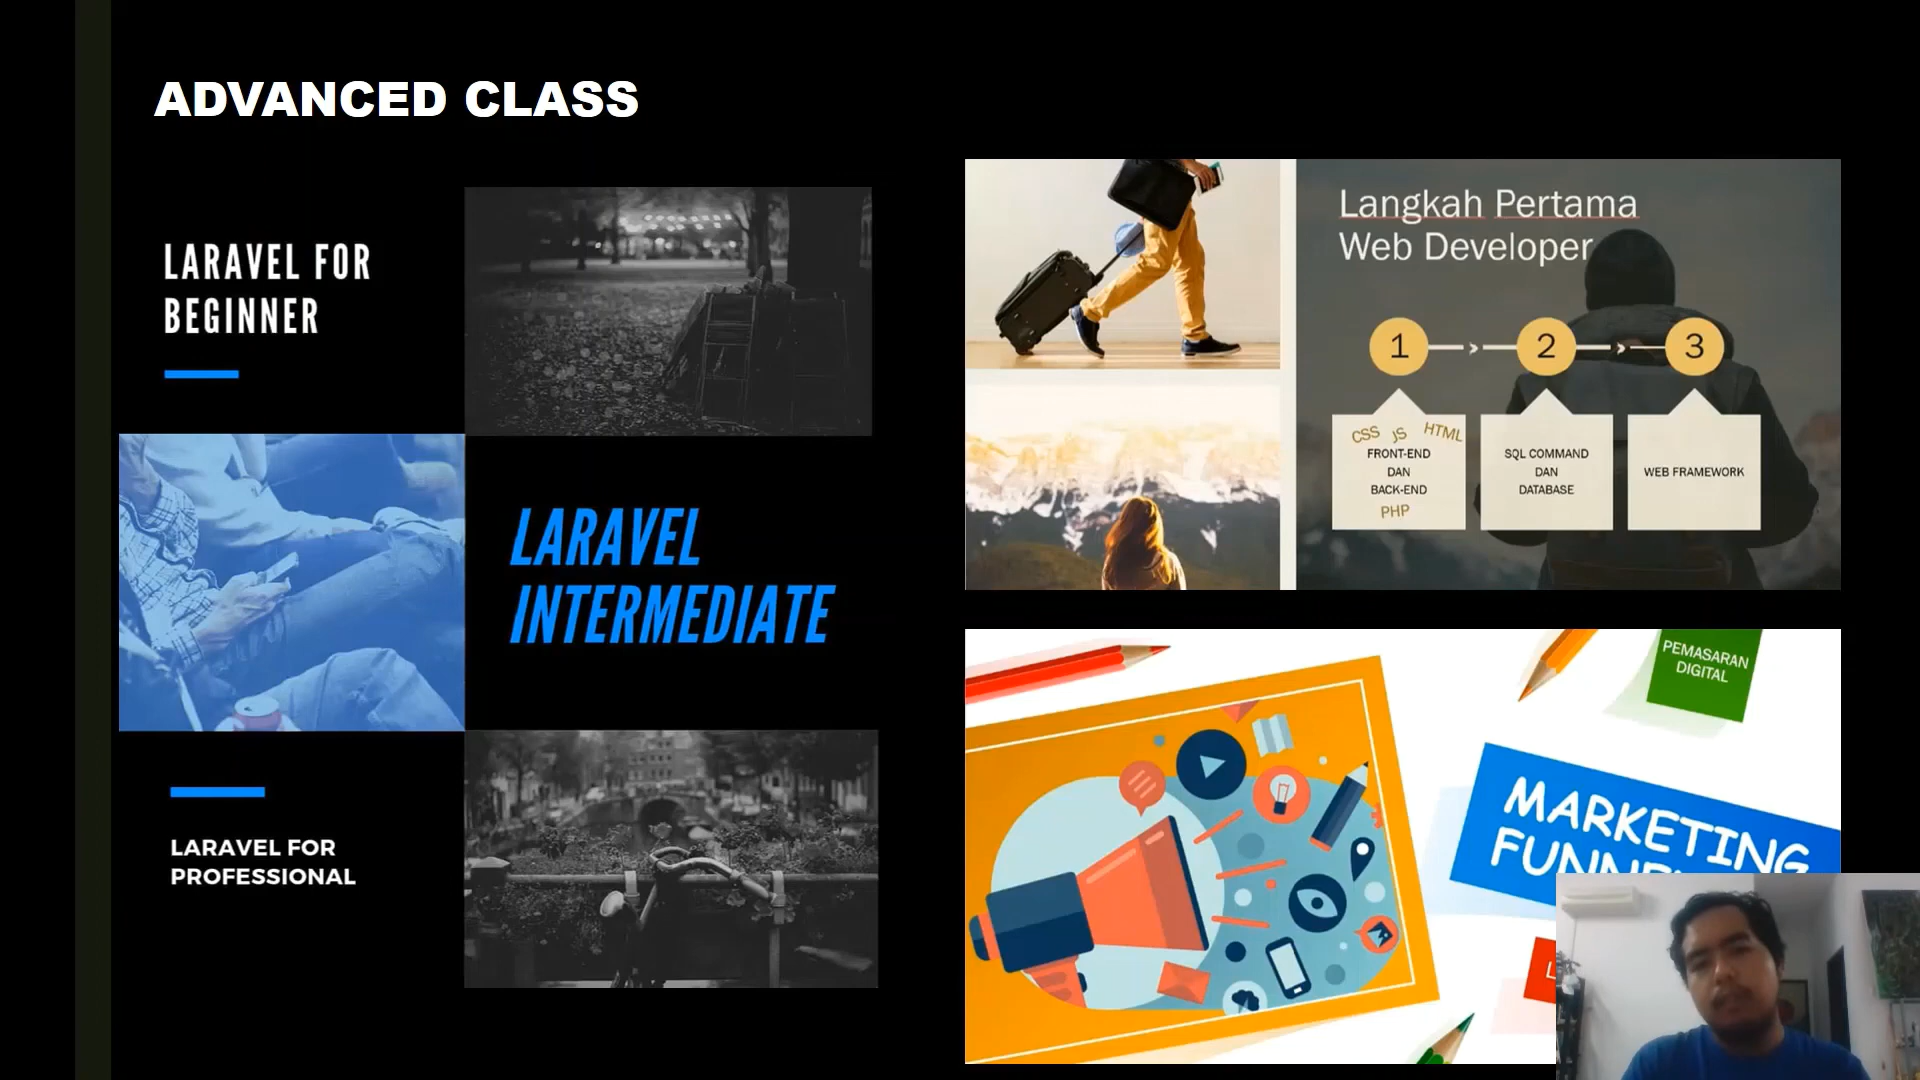 ADVANCED CLASS
LARAVEL FOR
BEGINNER
LARAVEL
INTERMEDIATE
LARAVEL FOR
PROFESSIONAL
Langkah Pertama
Web Developer
1
2
3
CSS JS HTML
FRONT-END
DAN
BACK-END
PHP
SQL COMMAND
DAN
DATABASE
WEB FRAMEWORK
PEMASARAN
DIGITAL
MARKETING